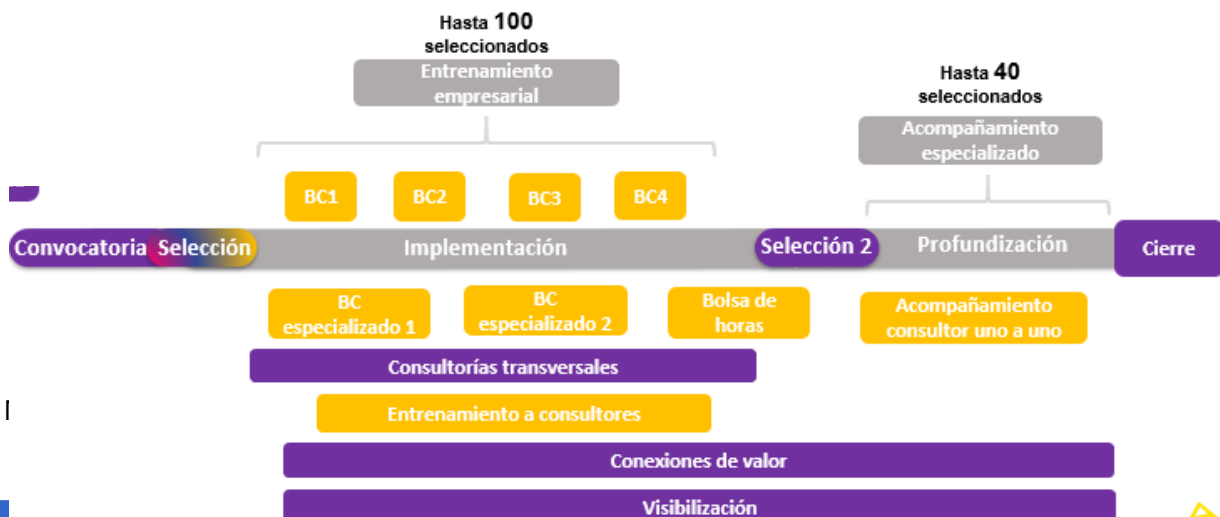 Hasta 100
seleccionados
Entrenamiento
empresarial
Hasta 40
seleccionados
Acompañamiento
especializado
BC1 BC2 BC3 BC4
Convocatoria Selección Implementación Selección 2 Profundización Cierre
BC
especializado 1
BC
especializado 2
Bolsa de
horas
Acompañamiento
consultor uno a uno
Consultorías transversales
Entrenamiento a consultores
Conexiones de valor
Visibilización